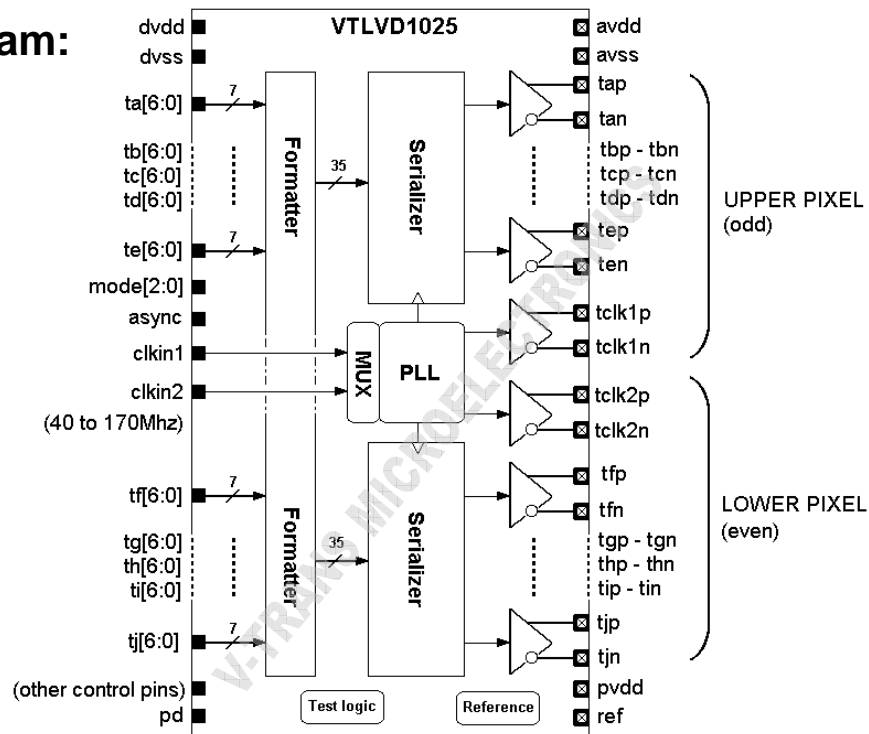 am:
VTLVD1025
dvdd
dvss
ta[6:0]
7
tb[6:0]
tc[6:0]
td[6:0]
te[6:0]
7
mode[2:0]
async
clkin1
clkin2
(40 to 170Mhz)
tf[6:0]
7
tg[6:0]
th[6:0]
ti[6:0]
tj[6:0]
7
(other control pins)
pd
Formatter
35
Serializer
MUX
PLL
Formatter
35
Serializer
Test logic
Reference
avdd
avss
tap
tan
tbp - tbn
tcp - tcn
tdp - tdn
tep
ten
tclk1p
tclk1n
tclk2p
tclk2n
tfp
tfn
tgp - tgn
thp - thn
tip - tin
tjp
tjn
pvdd
ref
UPPER PIXEL
(odd)
LOWER PIXEL
(even)
V-TRANS MICROELECTRONICS